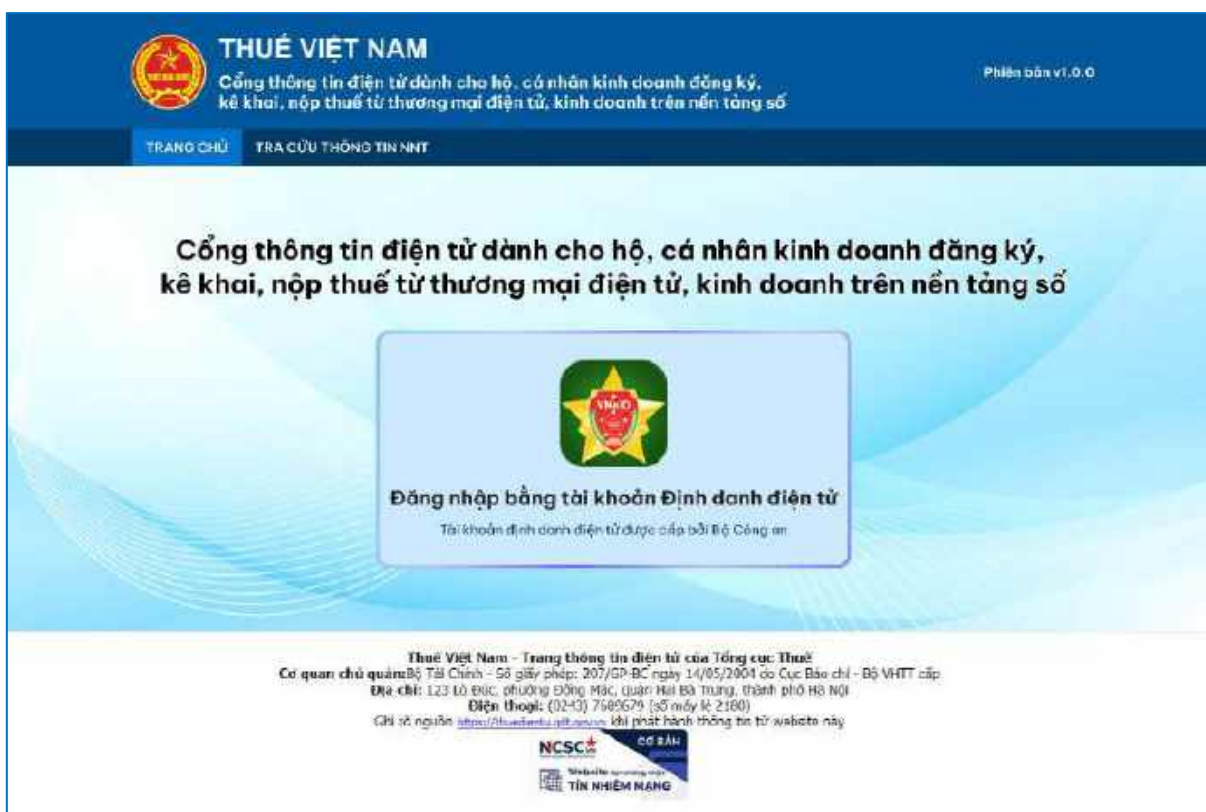 THUẾ VIỆT NAM
Cổng thông tin điện tử dành cho hộ, cá nhân kinh doanh đăng ký,
kê khai, nộp thuế từ thương mại điện tử, kinh doanh trên nền tảng số
Phiên bản v1.0.0
TRANG CHỦ TRA CỨU THÔNG TIN NNT
Cổng thông tin điện tử dành cho hộ, cá nhân kinh doanh đăng ký,
kê khai, nộp thuế từ thương mại điện tử, kinh doanh trên nền tảng số
VNeID
Đăng nhập bằng tài khoản Định danh điện tử
Tài khoản định danh điện tử được cấp bởi Bộ Công an
Thuế Việt Nam - Trang thông tin điện tử của Tổng cục Thuế
Cơ quan chủ quản: Bộ Tài Chính - Số giấy phép: 207/GP-BC ngày 14/05/2004 do Cục Báo chí - Bộ VHTT cấp
Địa chỉ: 123 Lò Đúc, phường Đống Mác, quận Hai Bà Trưng, thành phố Hà Nội
Điện thoại: (0243) 7689679 (số máy lẻ 2180)
Ghi rõ nguồn khi phát hành thông tin từ website này
NCSC CƠ BẢN
Website
TÍN NHIỆM MẠNG